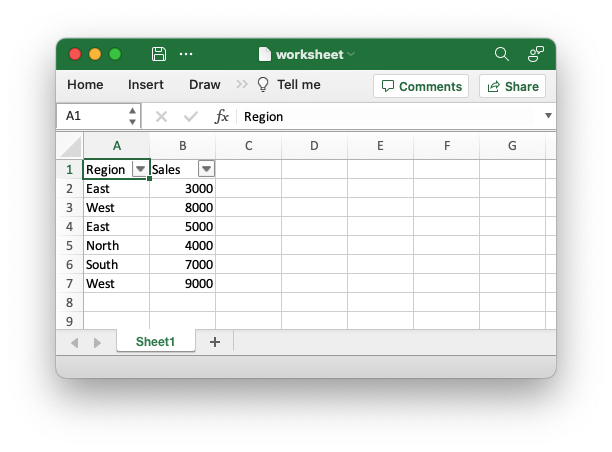 worksheet
Home Insert Draw Tell me Comments Share
A1 fx Region
A B C D E F G
1 Region Sales
2 East 3000
3 West 8000
4 East 5000
5 North 4000
6 South 7000
7 West 9000
8
9
Sheet1 +